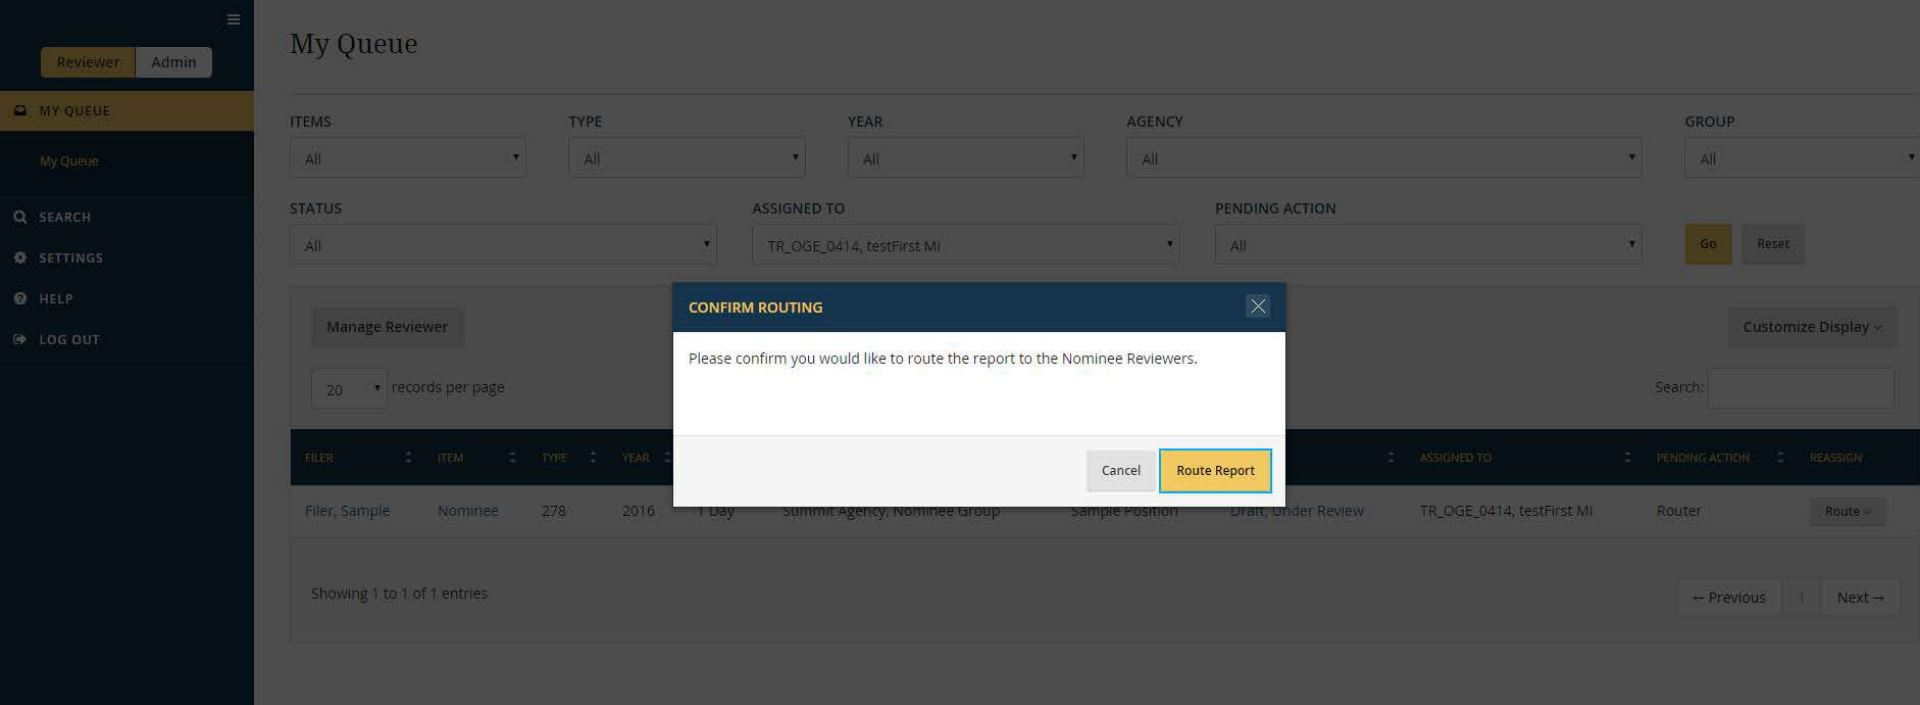 Reviewer Admin
MY QUEUE
My Queue
SEARCH
SETTINGS
HELP
LOG OUT
My Queue
ITEMS TYPE YEAR AGENCY GROUP
All All All All All
STATUS ASSIGNED TO PENDING ACTION
All TR_OGE_0414, testFirst Mi All Go Reset
CONFIRM ROUTING
Please confirm you would like to route the report to the Nominee Reviewers.
Cancel Route Report
Manage Reviewer Customize Display
20 records per page Search:
FILER ITEM TYPE YEAR ASSIGNED TO PENDING ACTION REASSIGN
Filer, Sample Nominee 278 2016 1 Day Summit Agency, Nominee Group Sample Position Draft, Under Review TR_OGE_0414, testFirst Mi Router Route
Showing 1 to 1 of 1 entries ← Previous 1 Next →